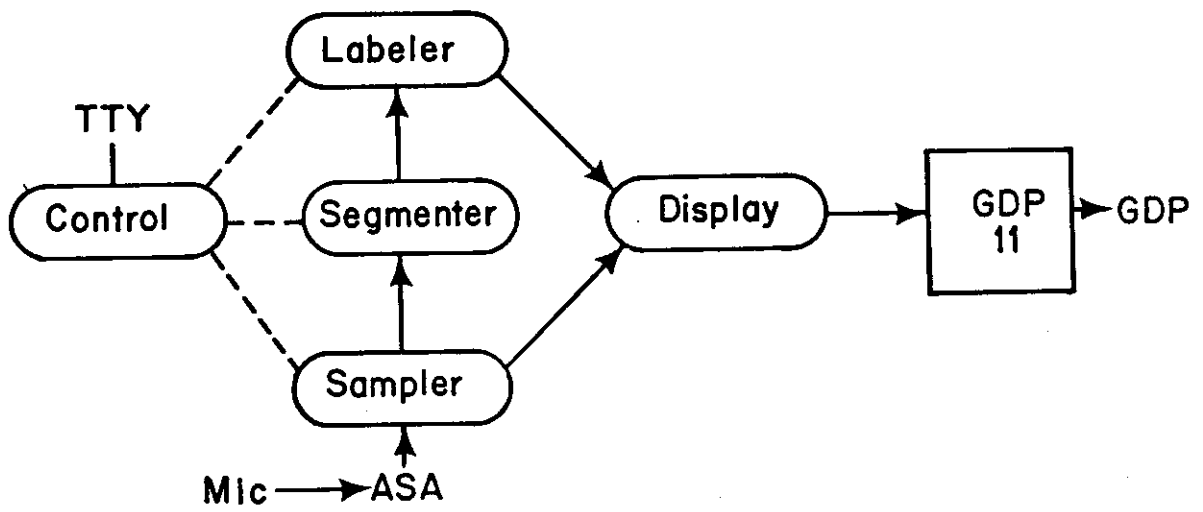 Labeler
TTY
Control
Segmenter
Display
GDP
11
GDP
Sampler
Mic
ASA